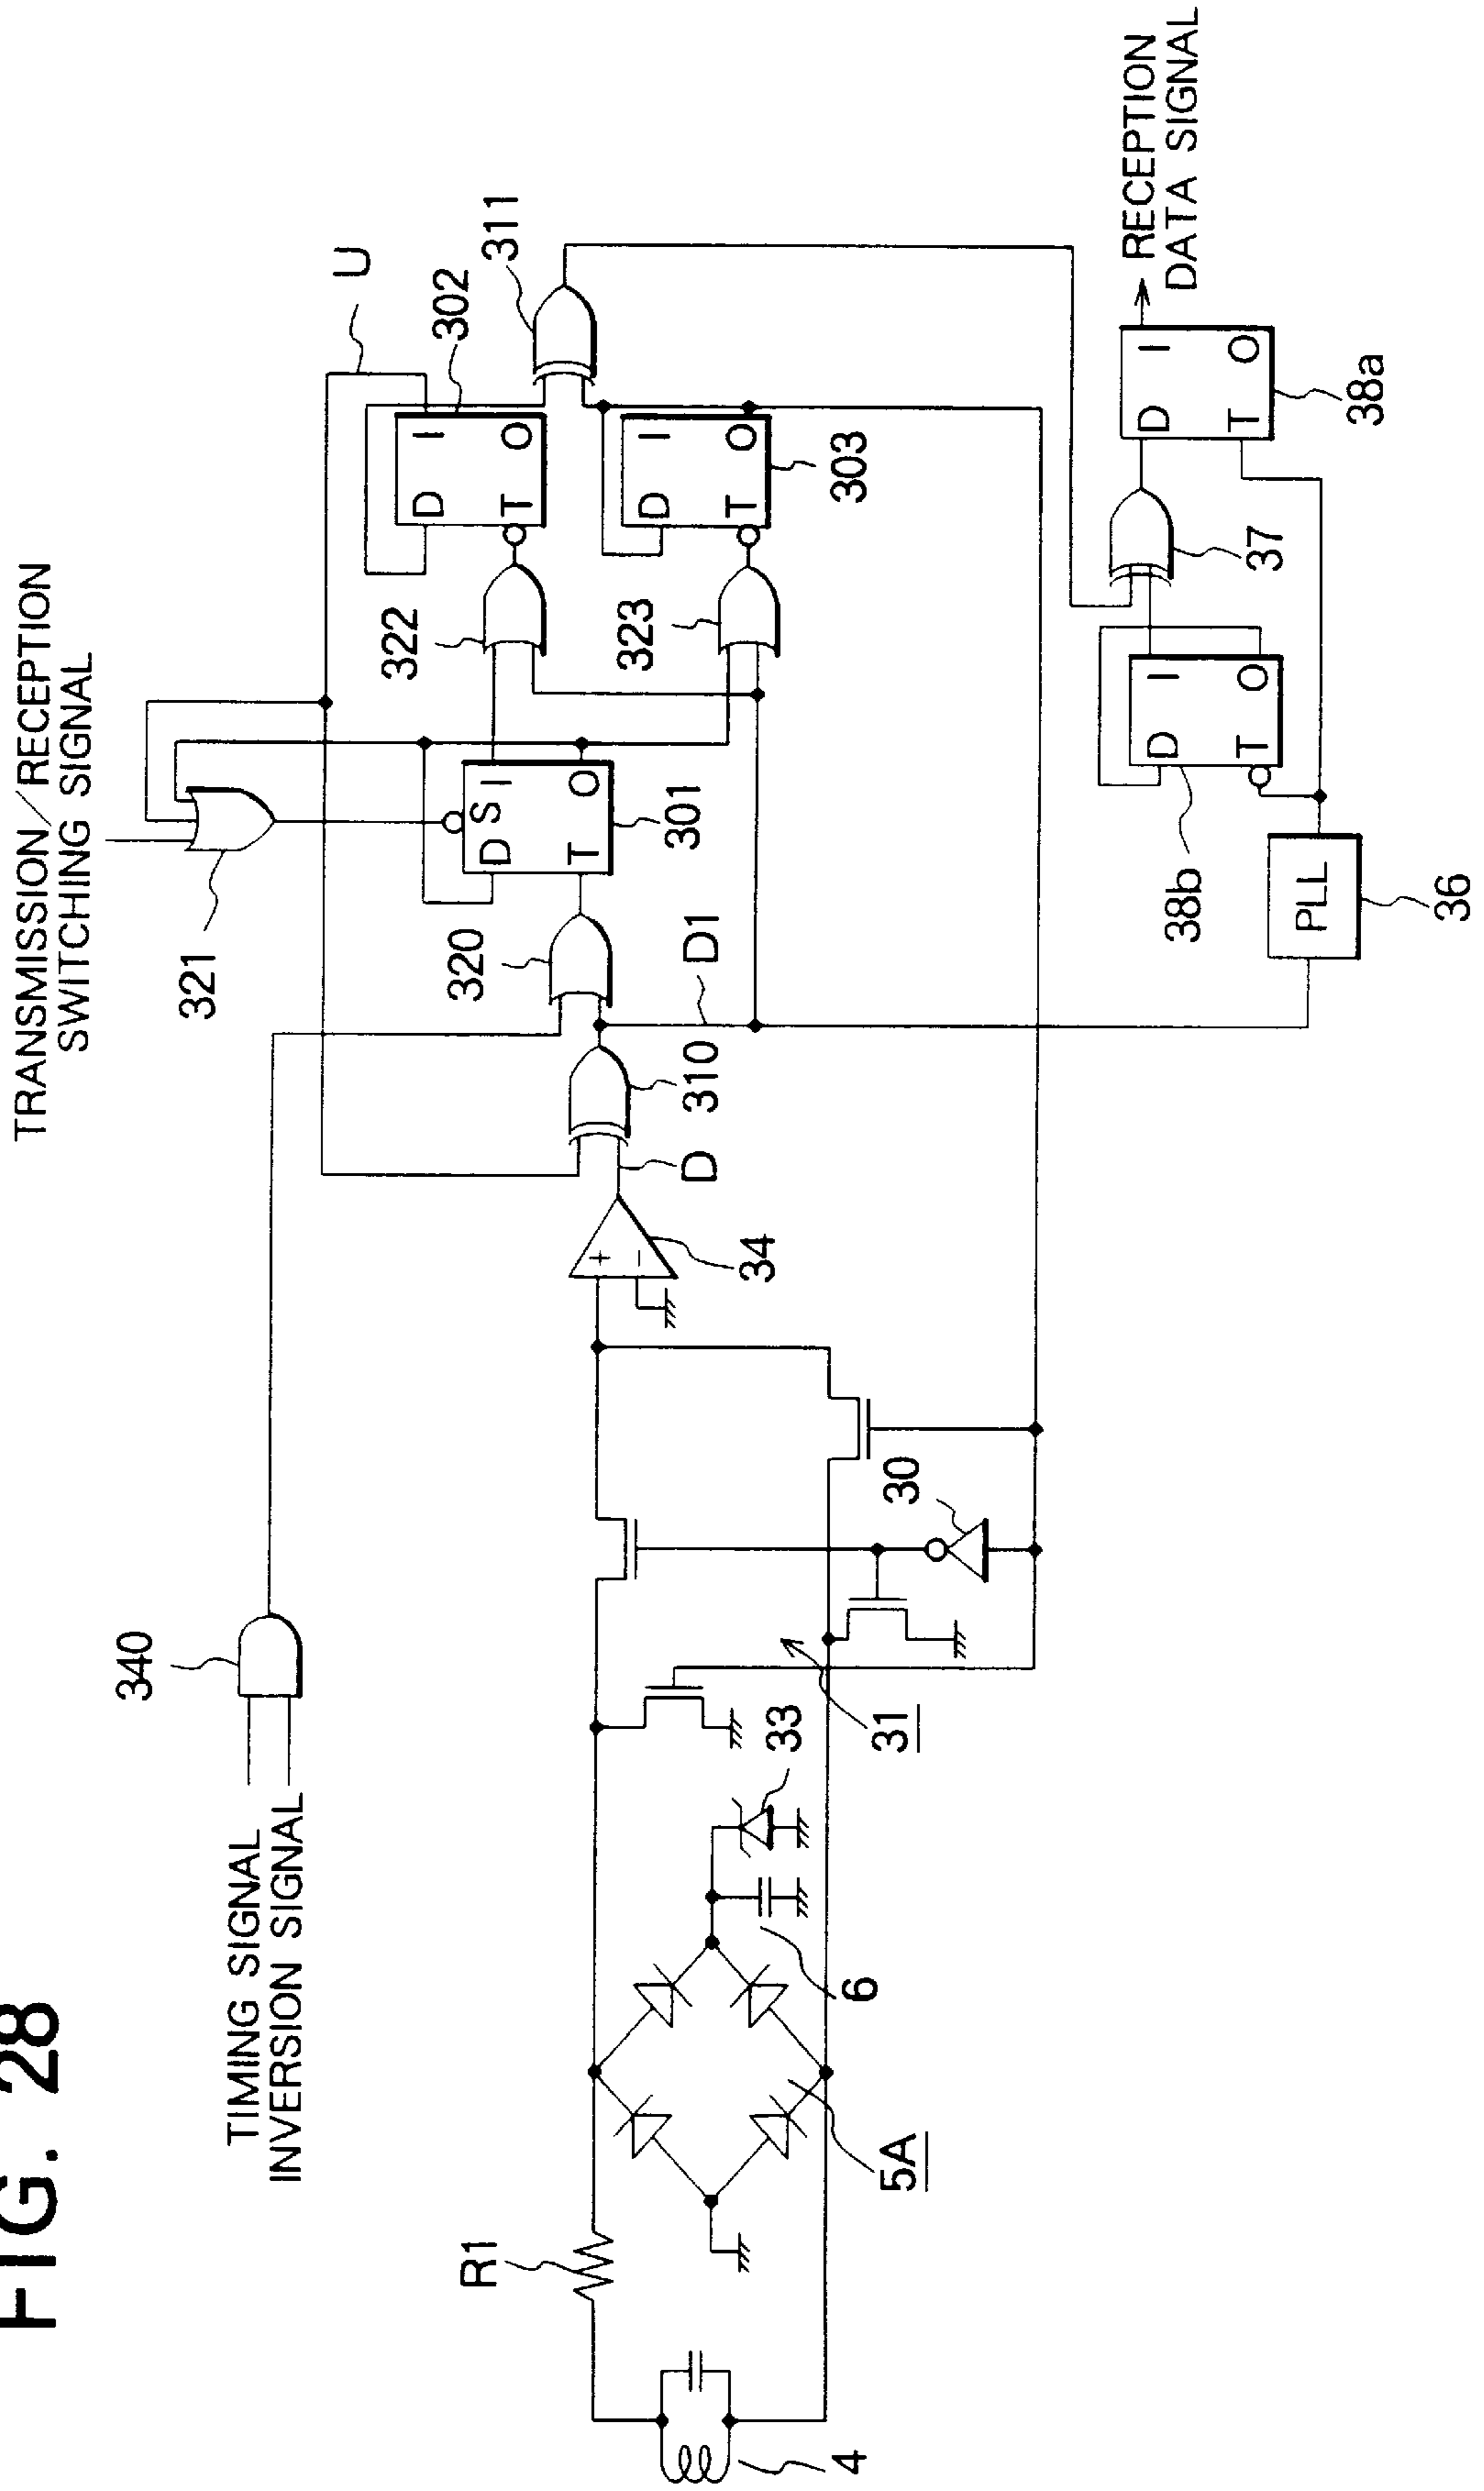 FIG. 28
TRANSMISSION/RECEPTION
SWITCHING SIGNAL
TIMING SIGNAL
INVERSION SIGNAL
340
321
U
302
311
D
I
T
O
322
323
D
I
T
O
303
S
D
I
T
O
301
320
D1
310
D
+
−
34
R1
4
5A
6
33
31
30
RECEPTION
DATA SIGNAL
D
I
T
O
38a
37
D
I
T
O
38b
PLL
36